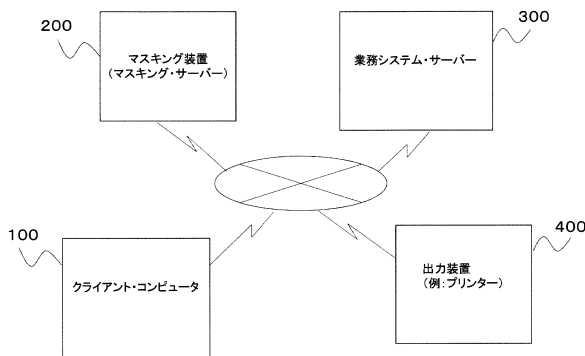 200
マスキング装置
(マスキング・サーバー)
300
業務システム・サーバー
100
クライアント・コンピュータ
400
出力装置
(例:プリンター)